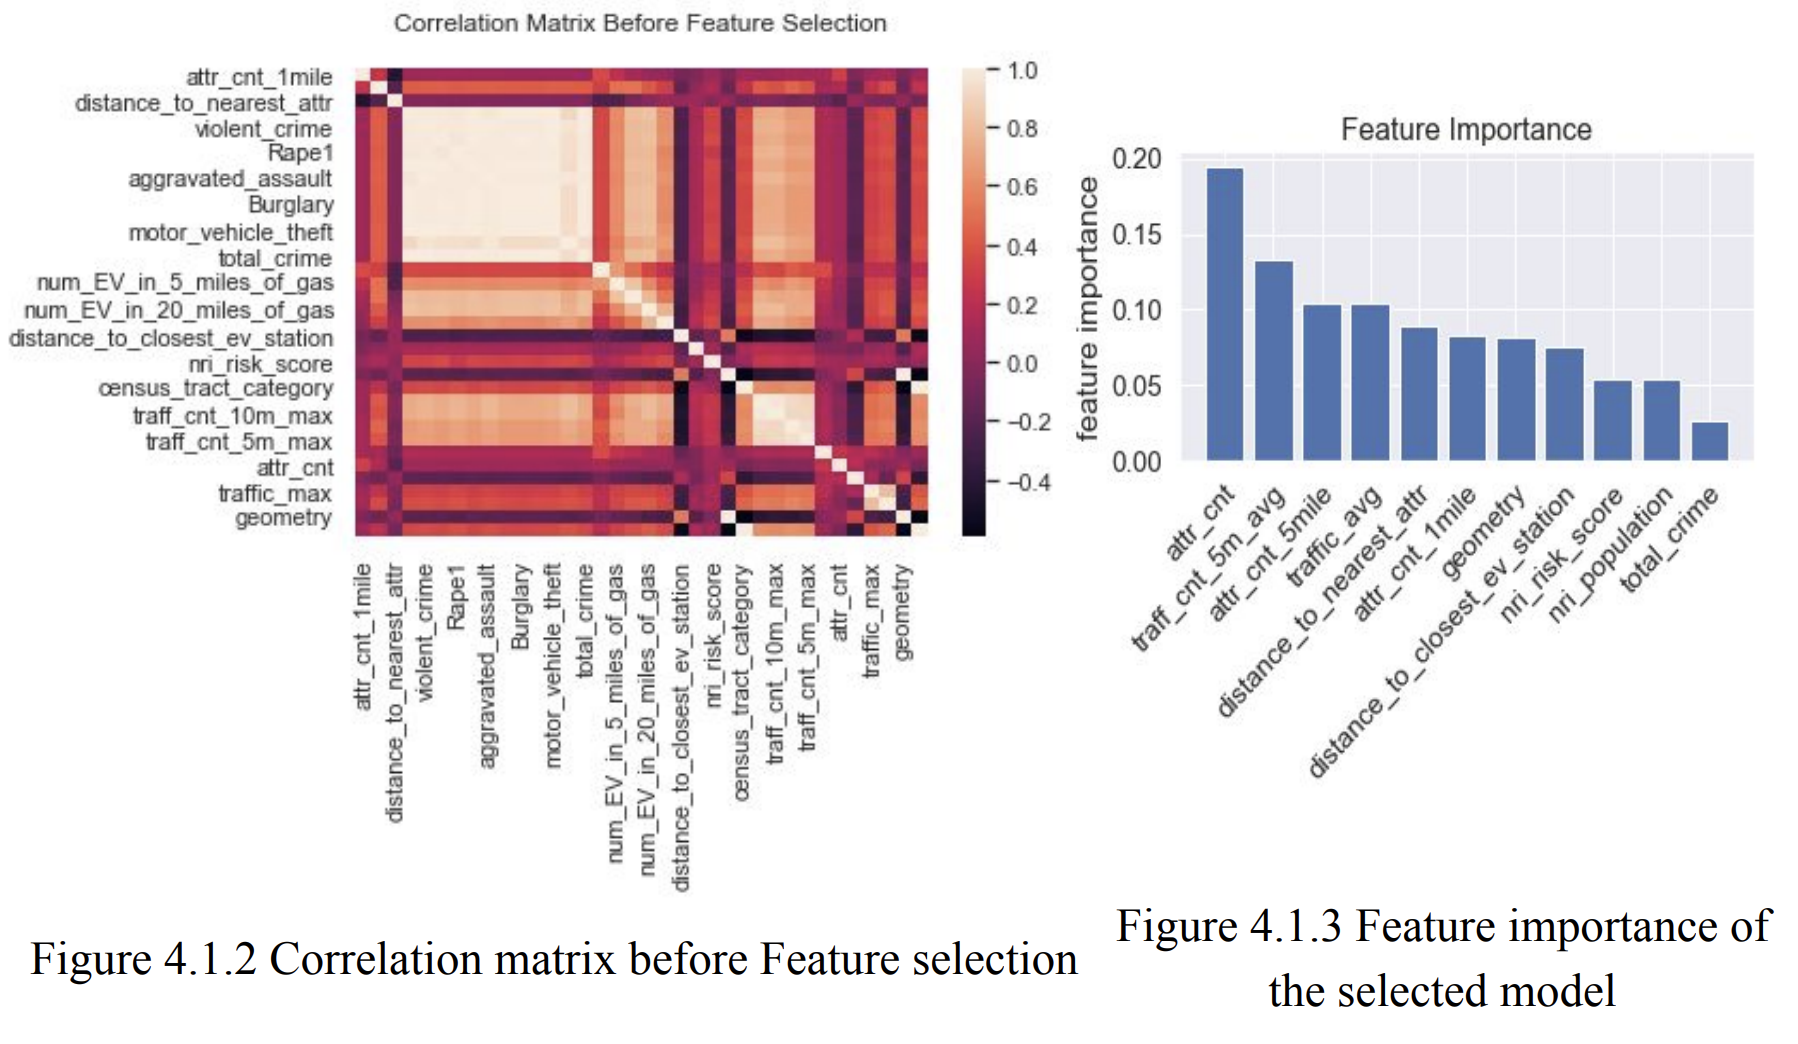 Correlation Matrix Before Feature Selection
attr_cnt_1mile
distance_to_nearest_attr
violent_crime
Rape1
aggravated_assault
Burglary
motor_vehicle_theft
total_crime
num_EV_in_5_miles_of_gas
num_EV_in_20_miles_of_gas
distance_to_closest_ev_station
nri_risk_score
census_tract_category
traff_cnt_10m_max
traff_cnt_5m_max
attr_cnt
traffic_max
geometry
1.0
0.8
0.6
0.4
0.2
0.0
−0.2
−0.4
attr_cnt_1mile
distance_to_nearest_attr
violent_crime
Rape1
aggravated_assault
Burglary
motor_vehicle_theft
total_crime
num_EV_in_5_miles_of_gas
num_EV_in_20_miles_of_gas
distance_to_closest_ev_station
nri_risk_score
census_tract_category
traff_cnt_10m_max
traff_cnt_5m_max
attr_cnt
traffic_max
geometry
Figure 4.1.2 Correlation matrix before Feature selection
Feature Importance
feature importance
0.20
0.15
0.10
0.05
0.00
attr_cnt
traff_cnt_5m_avg
attr_cnt_5mile
traffic_avg
distance_to_nearest_attr
attr_cnt_1mile
geometry
distance_to_closest_ev_station
nri_risk_score
nri_population
total_crime
Figure 4.1.3 Feature importance of
the selected model